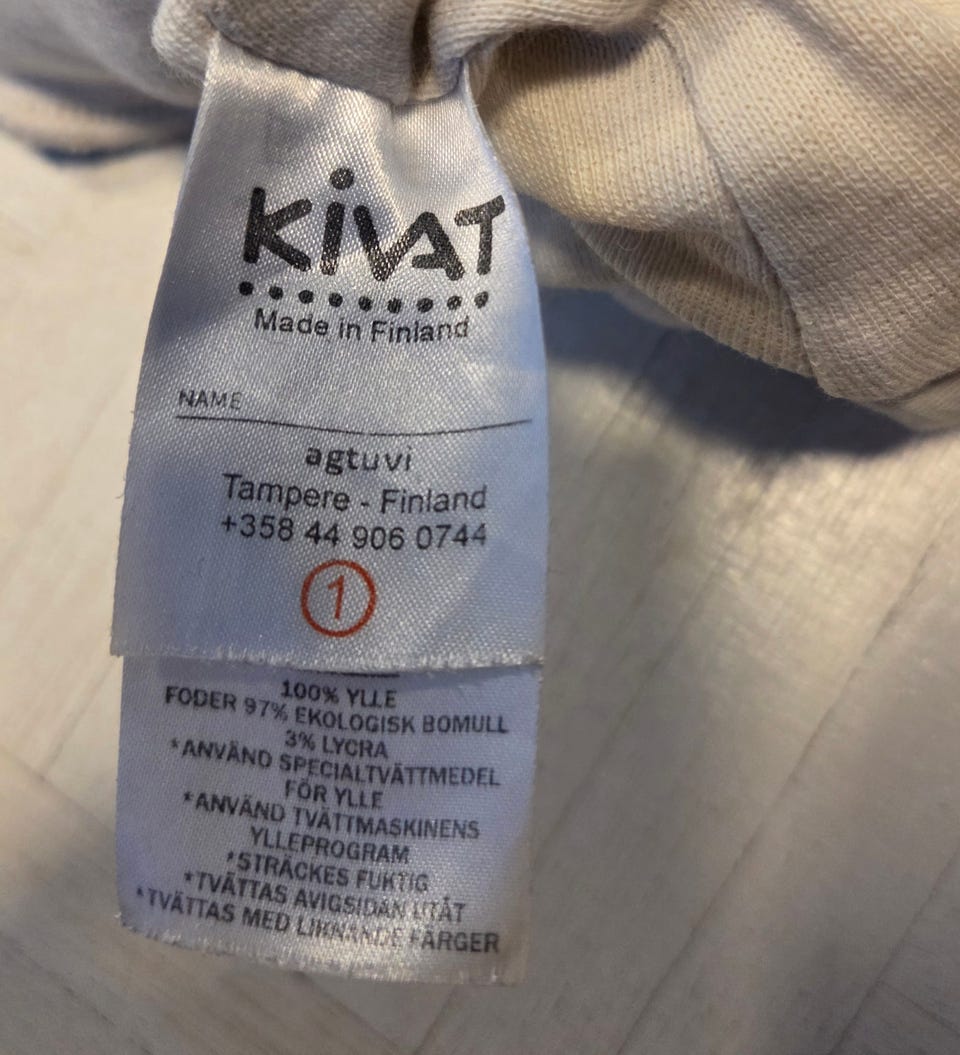 KiVAT
Made in Finland
NAME
agtuvi
Tampere - Finland
+358 44 906 0744
1
100% YLLE
FODER 97% EKOLOGISK BOMULL
3% LYCRA
*ANVÄND SPECIALTVÄTTMEDEL
FÖR YLLE
*ANVÄND TVÄTTMASKINENS
YLLEPROGRAM
*STRÄCKES FUKTIG
*TVÄTTAS AVIGSIDAN UTÅT
*TVÄTTAS MED LIKNANDE FÄRGER